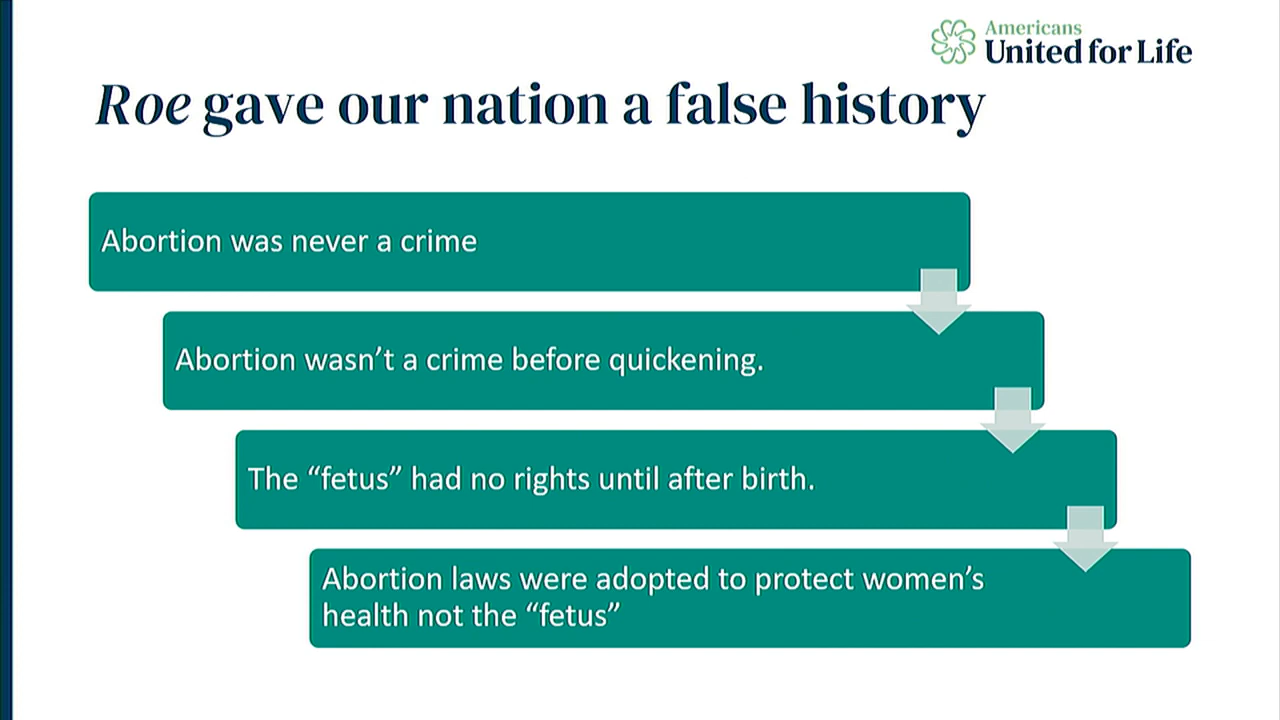 Americans
United for Life
Roe gave our nation a false history
Abortion was never a crime
Abortion wasn’t a crime before quickening.
The “fetus” had no rights until after birth.
Abortion laws were adopted to protect women’s
health not the “fetus”